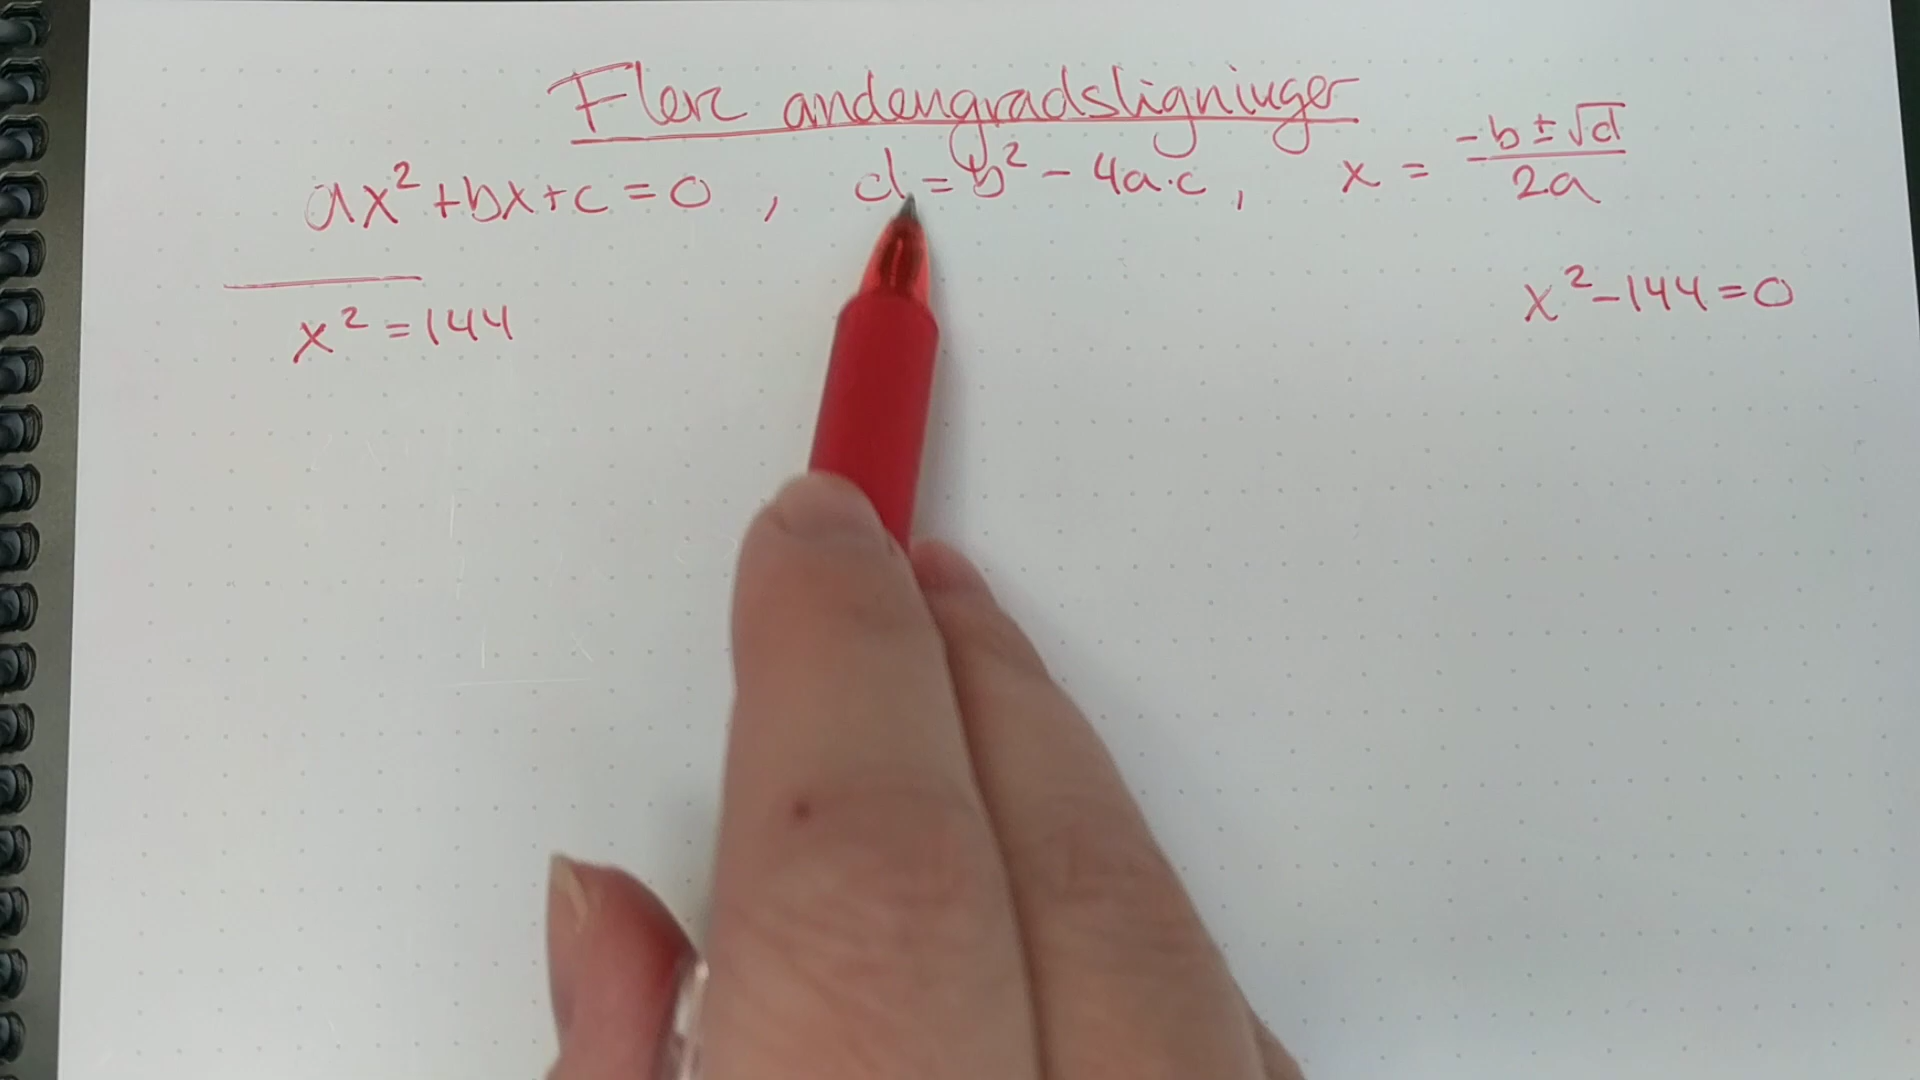 Flere andengradsligninger
ax²+bx+c=0 , d=b²-4a·c, x = (-b±√d)/(2a)
x²=144
x²-144=0